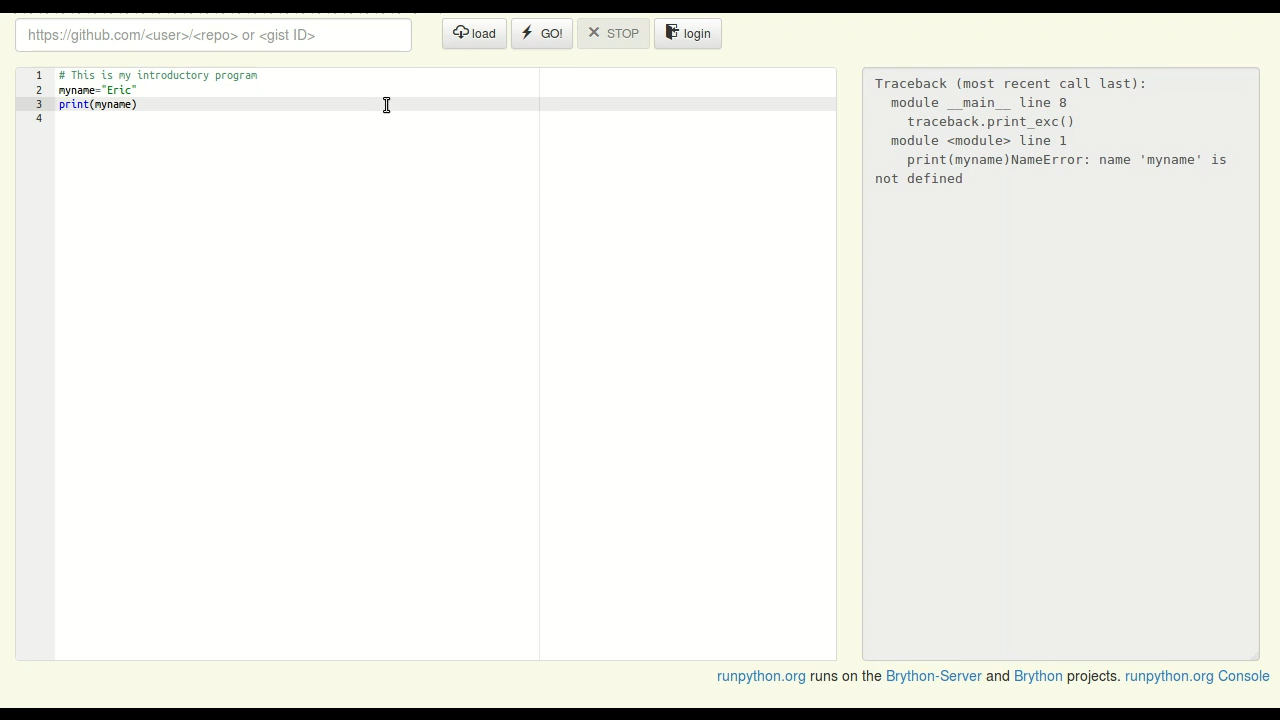 https://github.com/<user>/<repo> or <gist ID> load GO! STOP login
1 # This is my introductory program
2 myname="Eric"
3 print(myname)
4
Traceback (most recent call last):
module __main__ line 8
traceback.print_exc()
module <module> line 1
print(myname)NameError: name 'myname' is
not defined
runpython.org runs on the Brython-Server and Brython projects. runpython.org Console